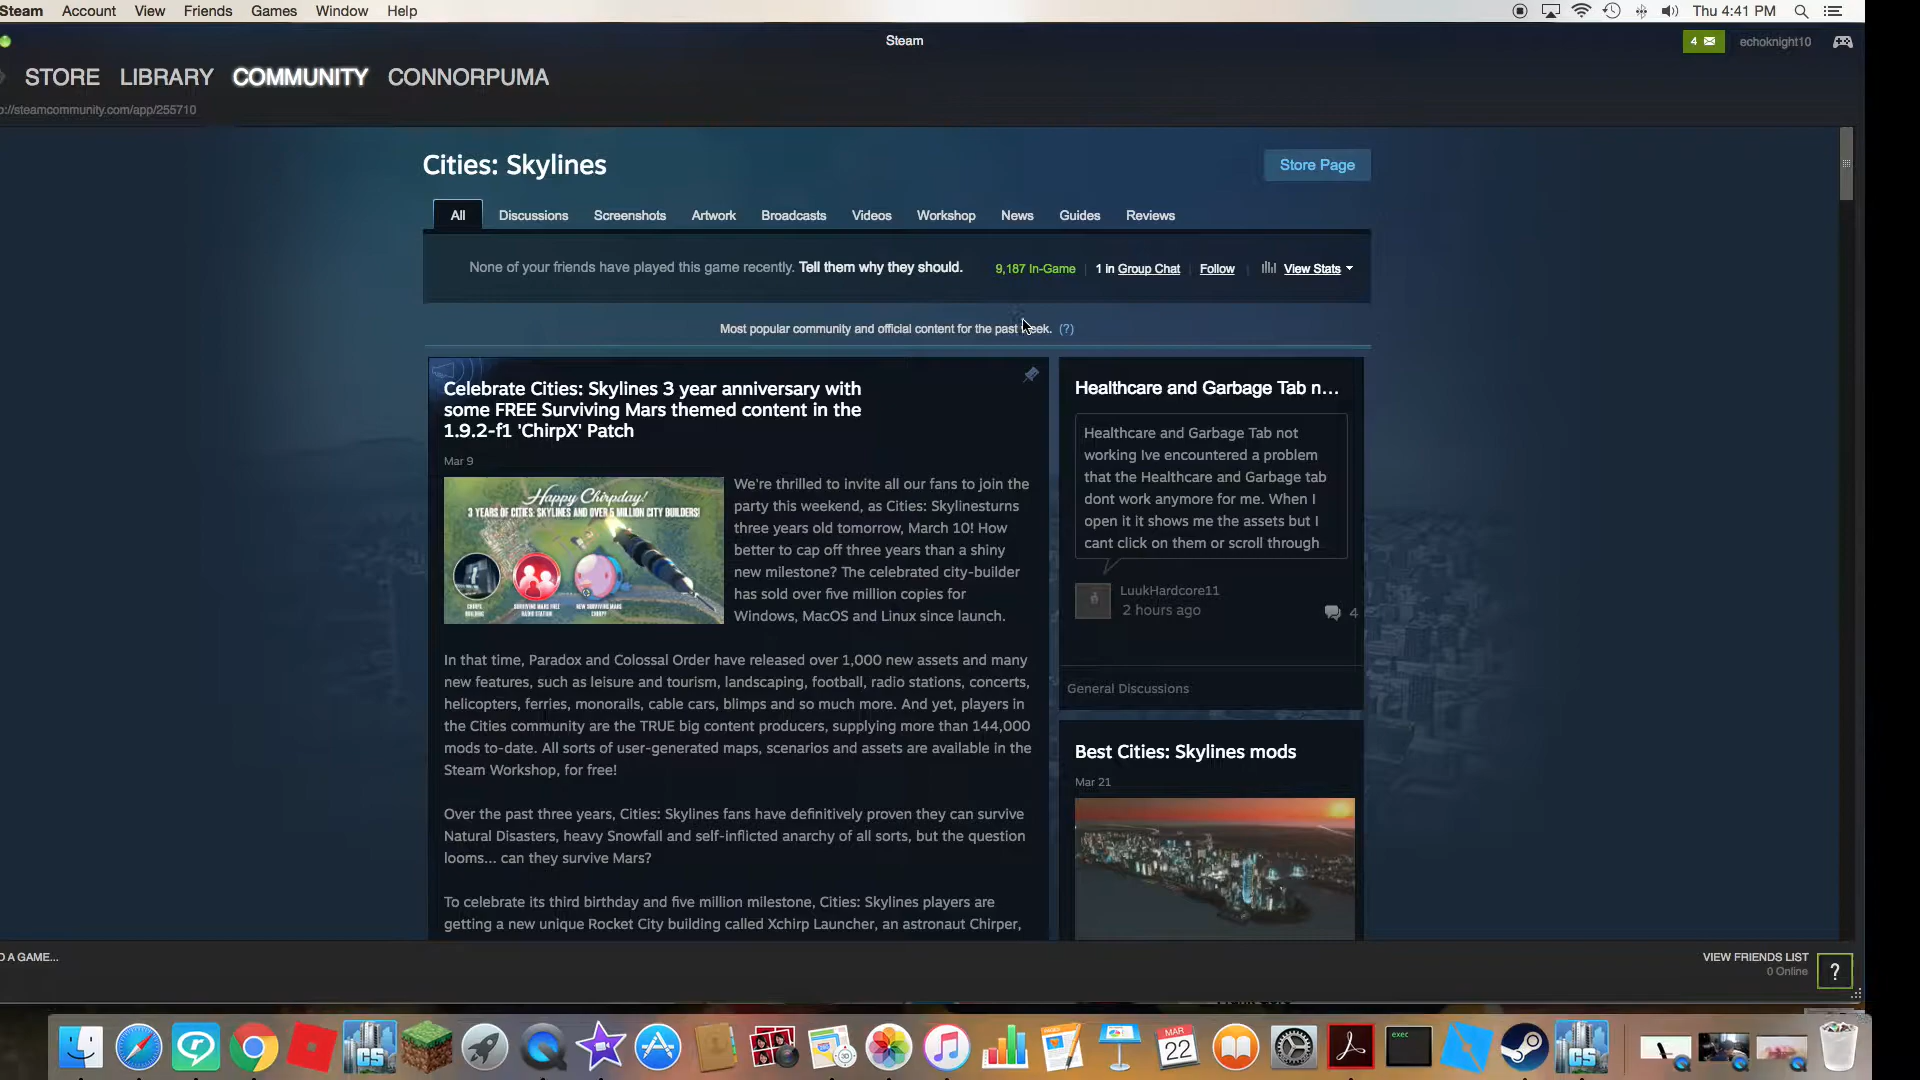 Steam Account View Friends Games Window Help Thu 4:41 PM
Steam
4 echoknight10
STORE LIBRARY COMMUNITY CONNORPUMA
://steamcommunity.com/app/255710
Cities: Skylines
Store Page
All Discussions Screenshots Artwork Broadcasts Videos Workshop News Guides Reviews
None of your friends have played this game recently. Tell them why they should. 9,187 In-Game 1 in Group Chat Follow View Stats
Most popular community and official content for the past week. (?)
Celebrate Cities: Skylines 3 year anniversary with
some FREE Surviving Mars themed content in the
1.9.2-f1 'ChirpX' Patch
Mar 9
Happy Chirpday!
3 YEARS OF CITIES: SKYLINES AND OVER 5 MILLION CITY BUILDERS!
We're thrilled to invite all our fans to join the
party this weekend, as Cities: Skylinesturns
three years old tomorrow, March 10! How
better to cap off three years than a shiny
new milestone? The celebrated city-builder
has sold over five million copies for
Windows, MacOS and Linux since launch.
In that time, Paradox and Colossal Order have released over 1,000 new assets and many
new features, such as leisure and tourism, landscaping, football, radio stations, concerts,
helicopters, ferries, monorails, cable cars, blimps and so much more. And yet, players in
the Cities community are the TRUE big content producers, supplying more than 144,000
mods to-date. All sorts of user-generated maps, scenarios and assets are available in the
Steam Workshop, for free!
Over the past three years, Cities: Skylines fans have definitively proven they can survive
Natural Disasters, heavy Snowfall and self-inflicted anarchy of all sorts, but the question
looms... can they survive Mars?
To celebrate its third birthday and five million milestone, Cities: Skylines players are
getting a new unique Rocket City building called Xchirp Launcher, an astronaut Chirper,
Healthcare and Garbage Tab n...
Healthcare and Garbage Tab not
working Ive encountered a problem
that the Healthcare and Garbage tab
dont work anymore for me. When I
open it it shows me the assets but I
cant click on them or scroll through
LuukHardcore11
2 hours ago
4
General Discussions
Best Cities: Skylines mods
Mar 21
D A GAME...
VIEW FRIENDS LIST
0 Online
?
CS
MAR
22
exec
CS